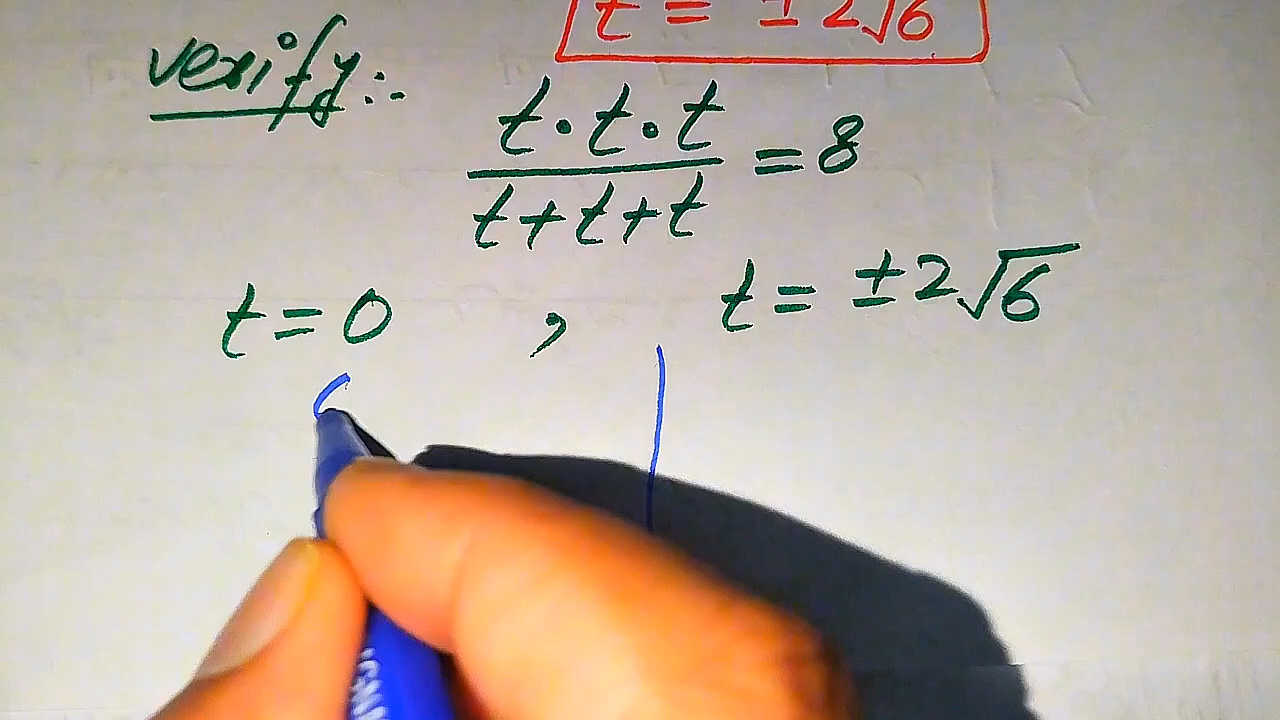 t = ±2√6
verify:-
t·t·t / t+t+t = 8
t = 0 , t = ±2√6